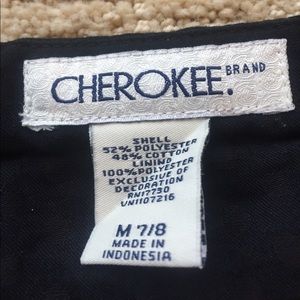 CHEROKEE. BRAND
SHELL
52% POLYESTER
48% COTTON
LINING
100% POLYESTER
EXCLUSIVE OF
DECORATION
RN17730
VN1107216
M 7/8
MADE IN
INDONESIA